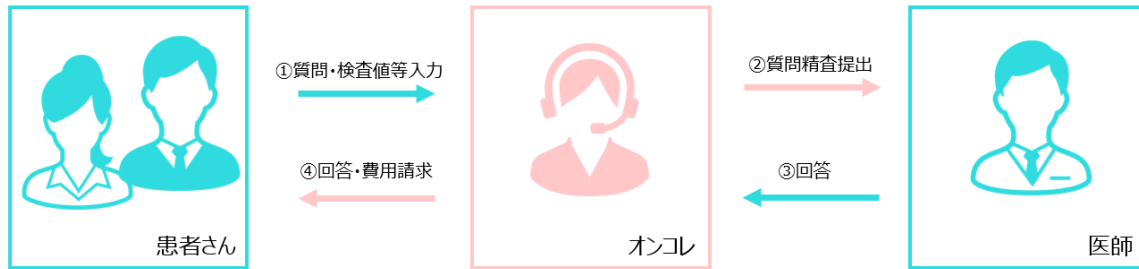 ①質問・検査値等入力
②質問精査提出
④回答・費用請求
③回答
患者さん
オンコレ
医師